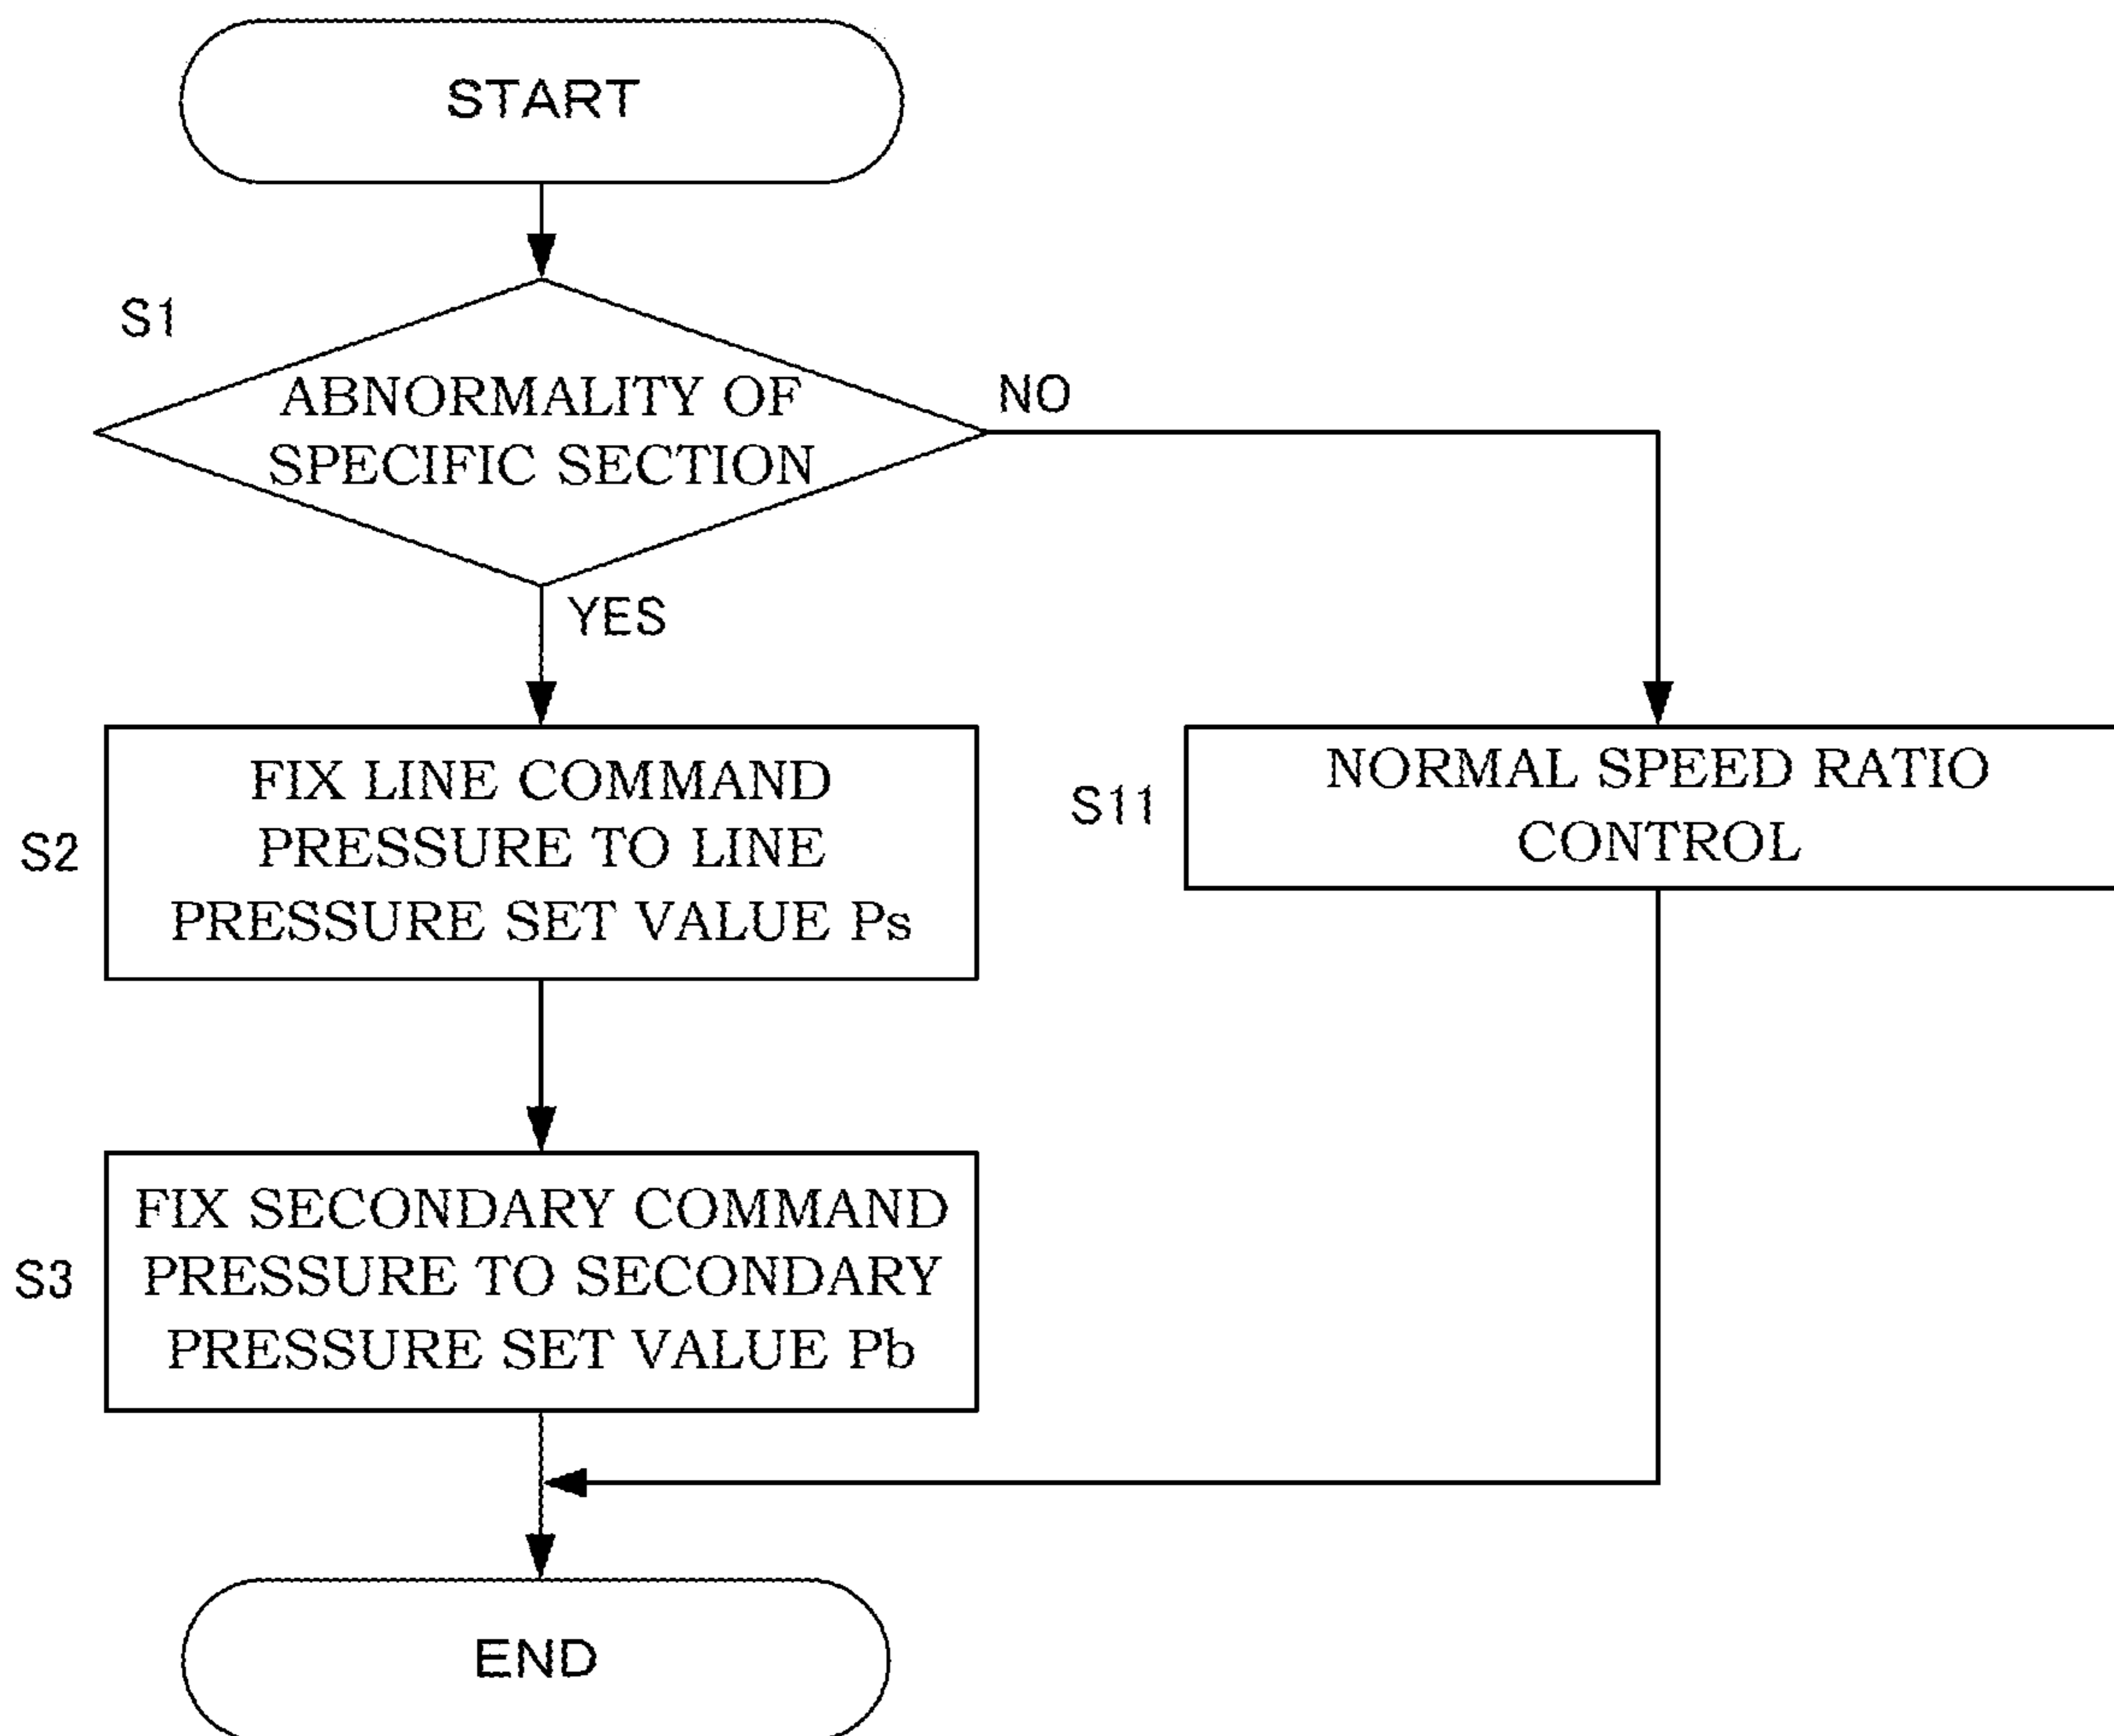 START
S1
ABNORMALITY OF
SPECIFIC SECTION
NO
YES
S2
FIX LINE COMMAND
PRESSURE TO LINE
PRESSURE SET VALUE Ps
S11
NORMAL SPEED RATIO
CONTROL
S3
FIX SECONDARY COMMAND
PRESSURE TO SECONDARY
PRESSURE SET VALUE Pb
END